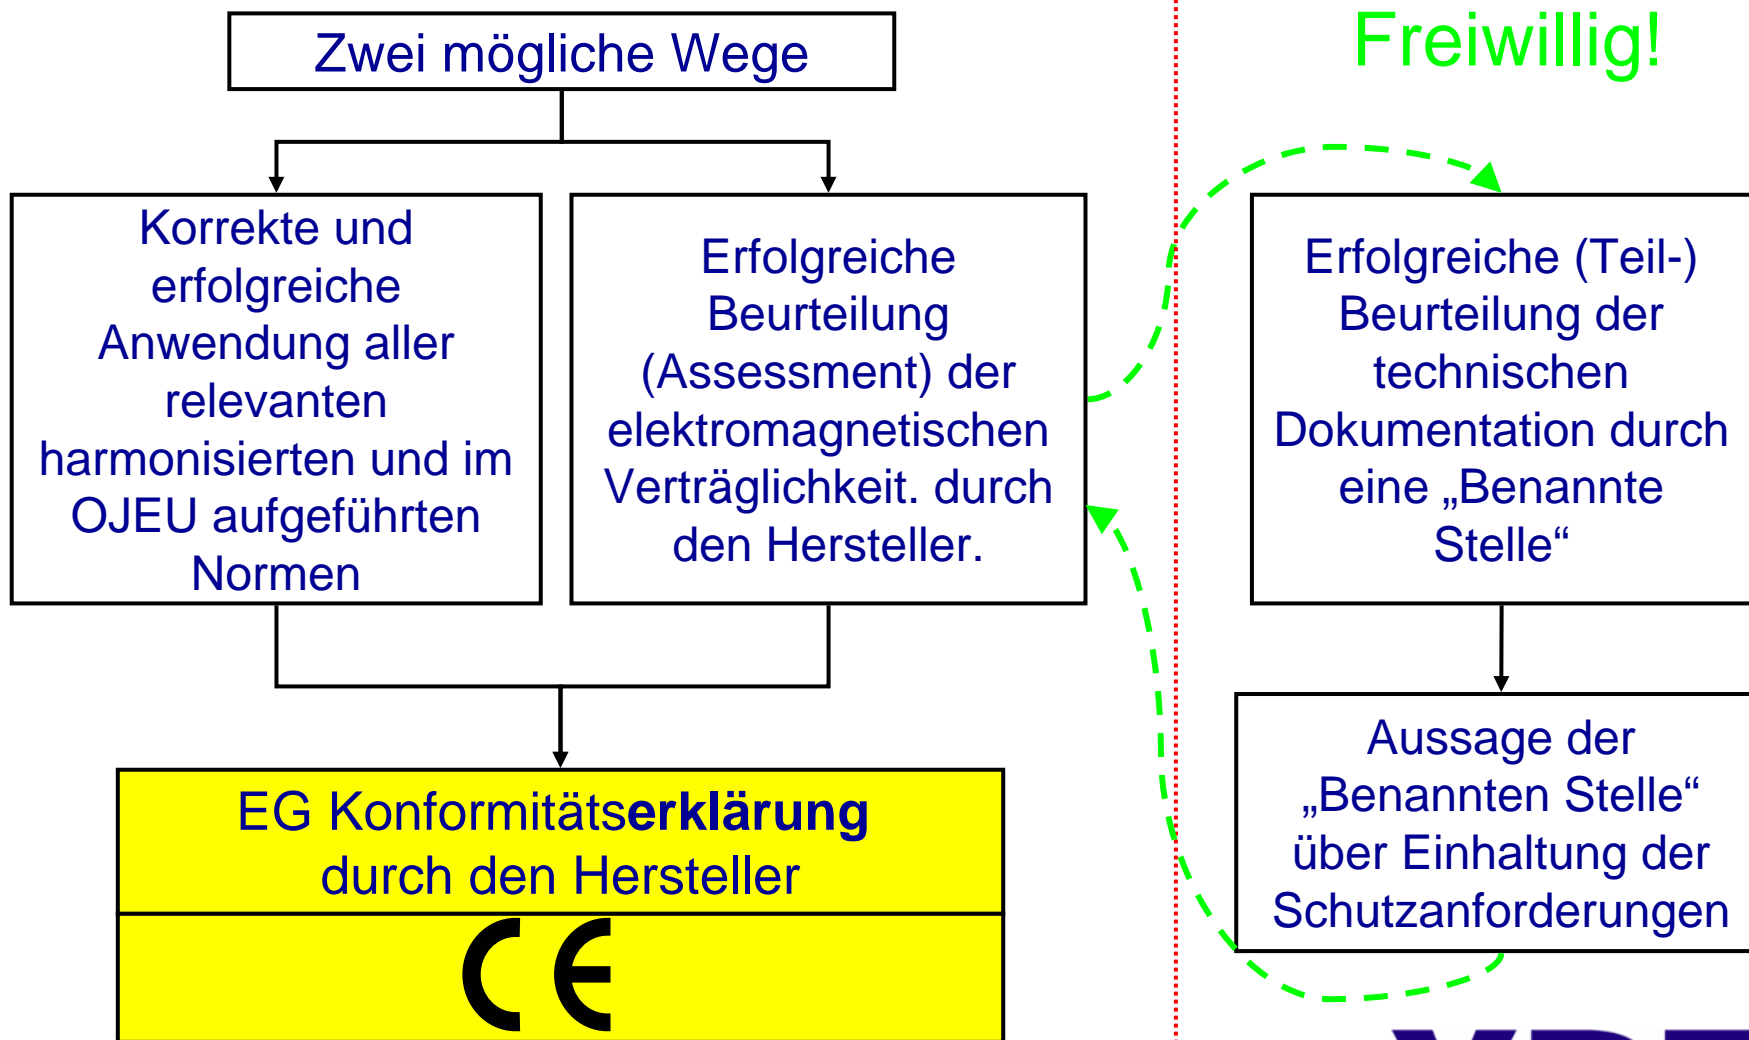 Zwei mögliche Wege
Freiwillig!
Korrekte und
erfolgreiche
Anwendung aller
relevanten
harmonisierten und im
OJEU aufgeführten
Normen
Erfolgreiche
Beurteilung
(Assessment) der
elektromagnetischen
Verträglichkeit. durch
den Hersteller.
Erfolgreiche (Teil-)
Beurteilung der
technischen
Dokumentation durch
eine „Benannte
Stelle“
EG Konformitätserklärung
durch den Hersteller
CE
Aussage der
„Benannten Stelle“
über Einhaltung der
Schutzanforderungen